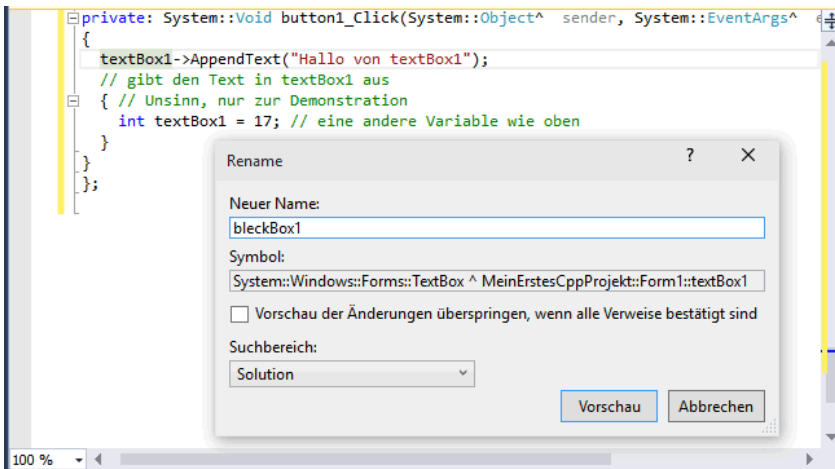 private: System::Void button1_Click(System::Object^  sender, System::EventArgs^  e
{
textBox1->AppendText("Hallo von textBox1");
// gibt den Text in textBox1 aus
{ // Unsinn, nur zur Demonstration
int textBox1 = 17; // eine andere Variable wie oben
}
}
};
Rename ?
Neuer Name:
bleckBox1
Symbol:
System::Windows::Forms::TextBox ^ MeinErstesCppProjekt::Form1::textBox1
Vorschau der Änderungen überspringen, wenn alle Verweise bestätigt sind
Suchbereich:
Solution
Vorschau Abbrechen
100 %